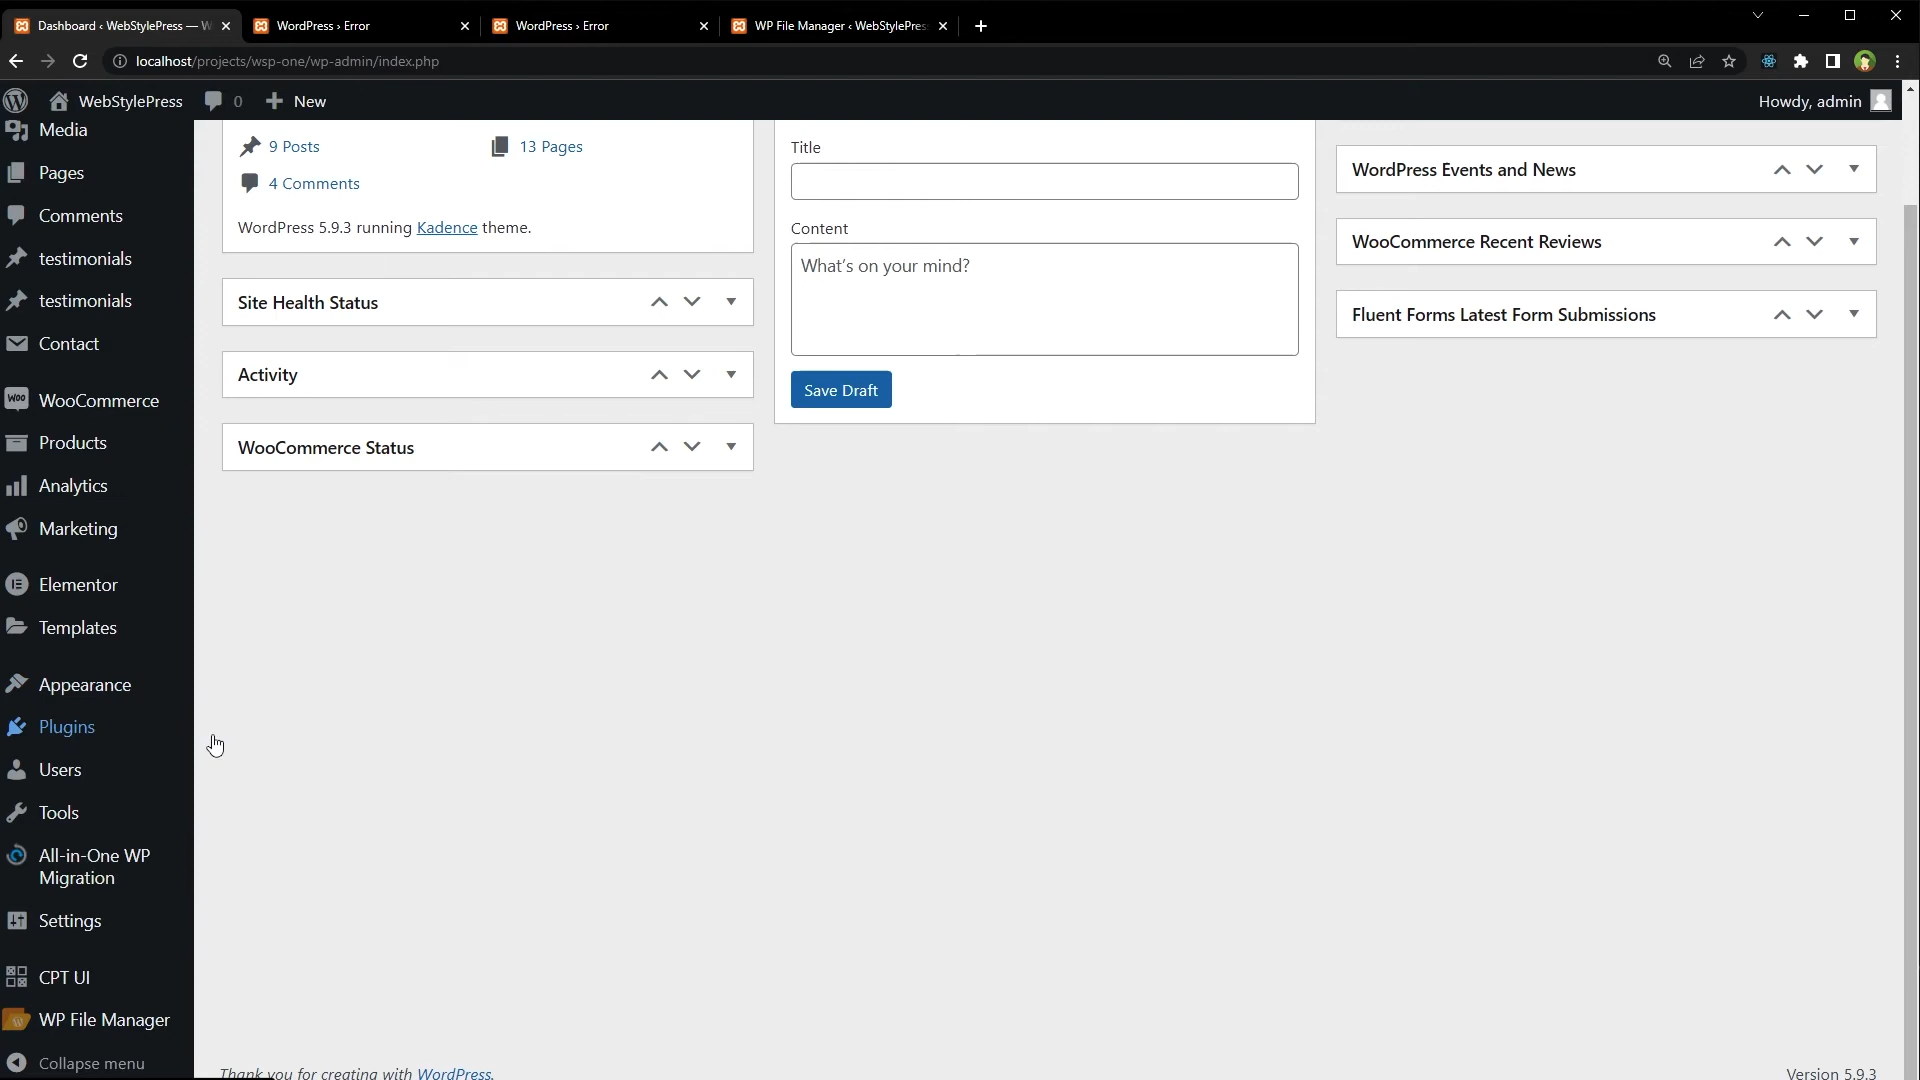 Dashboard ‹ WebStylePress — W
WordPress › Error
WordPress › Error
WP File Manager ‹ WebStylePres
localhost/projects/wsp-one/wp-admin/index.php
WebStylePress
0
New
Howdy, admin
Media
Pages
Comments
testimonials
testimonials
Contact
WooCommerce
Products
Analytics
Marketing
Elementor
Templates
Appearance
Plugins
Users
Tools
All-in-One WP
Migration
Settings
CPT UI
WP File Manager
Collapse menu
9 Posts
13 Pages
4 Comments
WordPress 5.9.3 running Kadence theme.
Site Health Status
Activity
WooCommerce Status
Title
Content
What's on your mind?
Save Draft
WordPress Events and News
WooCommerce Recent Reviews
Fluent Forms Latest Form Submissions
Thank you for creating with WordPress.
Version 5.9.3